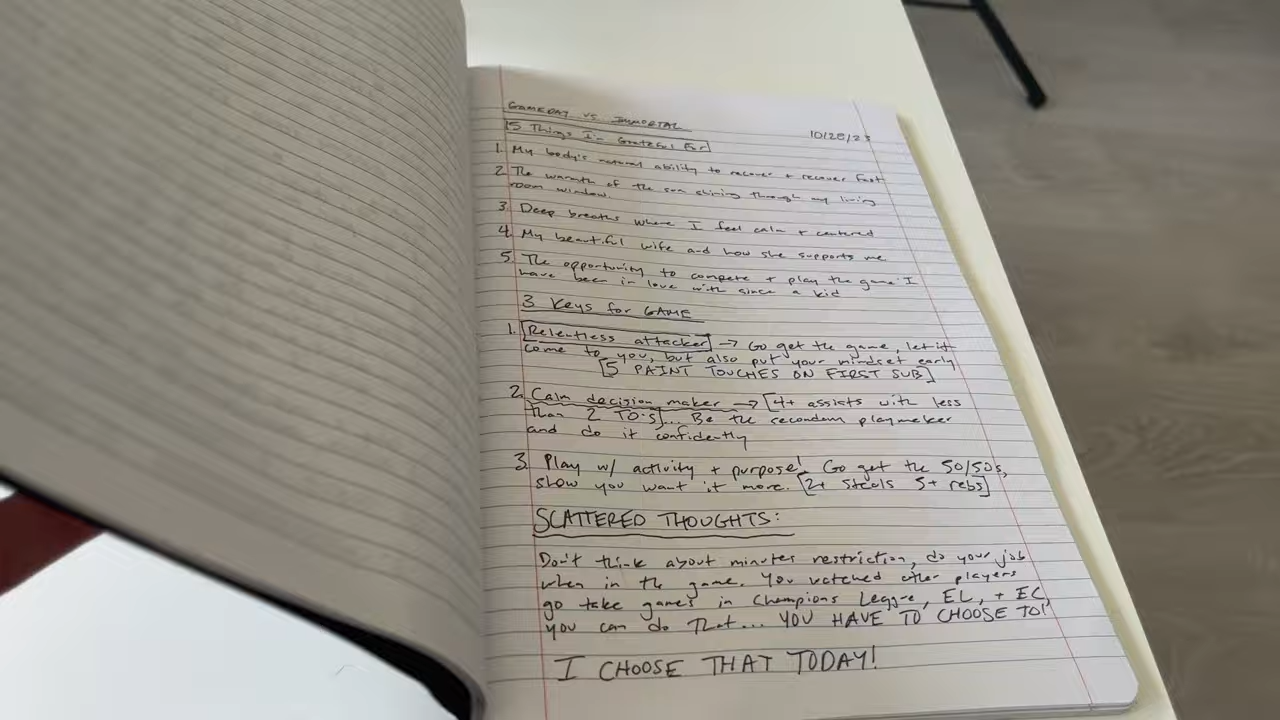 GAMEDAY VS IMMORTAL
10/28/23
5 Things I'm Grateful For
1. My body's natural ability to recover + recover fast
2. The warmth of the sun shining through my living
room window.
3. Deep breaths where I feel calm + centered
4. My beautiful wife and how she supports me
5. The opportunity to compete + play the game I
have been in love with since a kid
3 Keys for GAME
1. [Relentless attacker] → Go get the game, let it
come to you, but also put your mindset early
[5 PAINT TOUCHES ON FIRST SUB]
2. Calm decision maker → [4+ assists with less
than 2 TO's]... Be the secondary playmaker
and do it confidently
3. Play w/ activity + purpose! Go get the 50/50s,
show you want it more. [2+ steals 5+ rebs]
SCATTERED THOUGHTS:
Don't think about minutes restriction, do your job
when in the game. You watched other players
go take games in Champions League, EL, + EC,
you can do that... YOU HAVE TO CHOOSE TO!
I CHOOSE THAT TODAY!